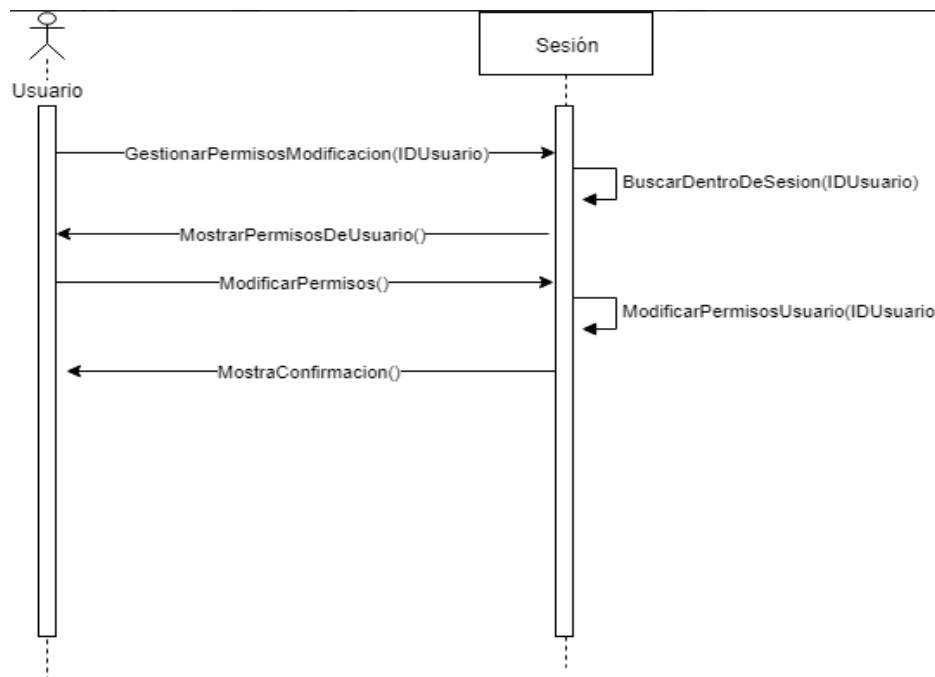 Sesión
Usuario
GestionarPermisosModificacion(IDUsuario)
BuscarDentroDeSesion(IDUsuario)
MostrarPermisosDeUsuario()
ModificarPermisos()
ModificarPermisosUsuario(IDUsuario
MostraConfirmacion()